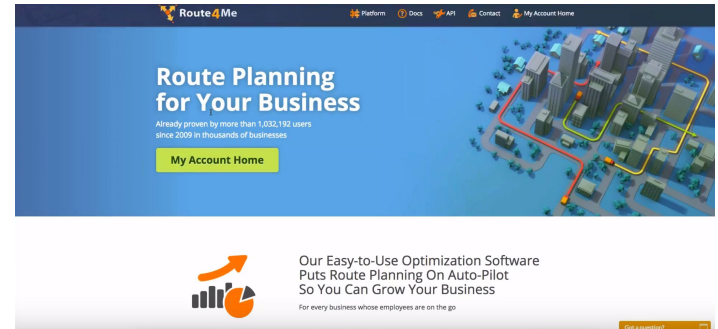 Route4Me
Platform
Docs
API
Contact
My Account Home
Route Planning
for Your Business
Already proven by more than 1,032,192 users
since 2009 in thousands of businesses
My Account Home
Our Easy-to-Use Optimization Software
Puts Route Planning On Auto-Pilot
So You Can Grow Your Business
For every business whose employees are on the go
Got a question?